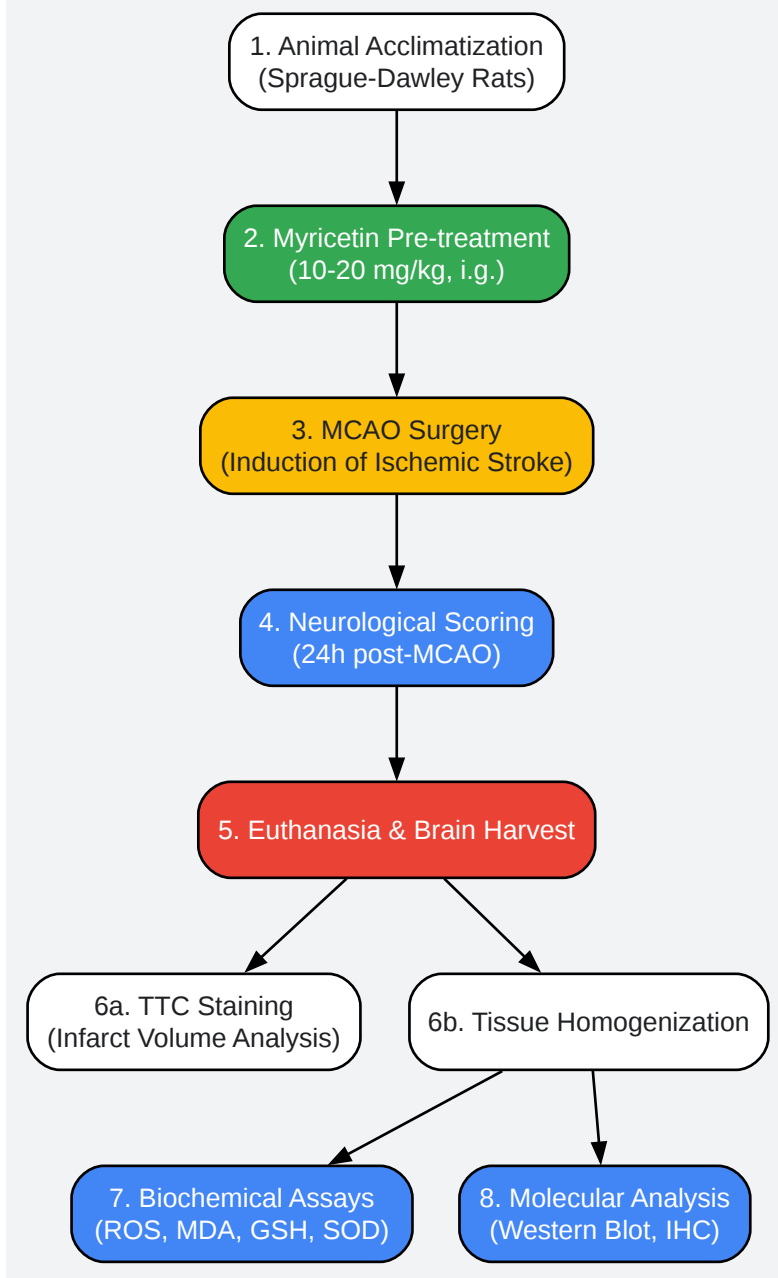 1. Animal Acclimatization
(Sprague-Dawley Rats)
2. Myricetin Pre-treatment
(10-20 mg/kg, i.g.)
3. MCAO Surgery
(Induction of Ischemic Stroke)
4. Neurological Scoring
(24h post-MCAO)
5. Euthanasia & Brain Harvest
6a. TTC Staining
(Infarct Volume Analysis)
6b. Tissue Homogenization
7. Biochemical Assays
(ROS, MDA, GSH, SOD)
8. Molecular Analysis
(Western Blot, IHC)